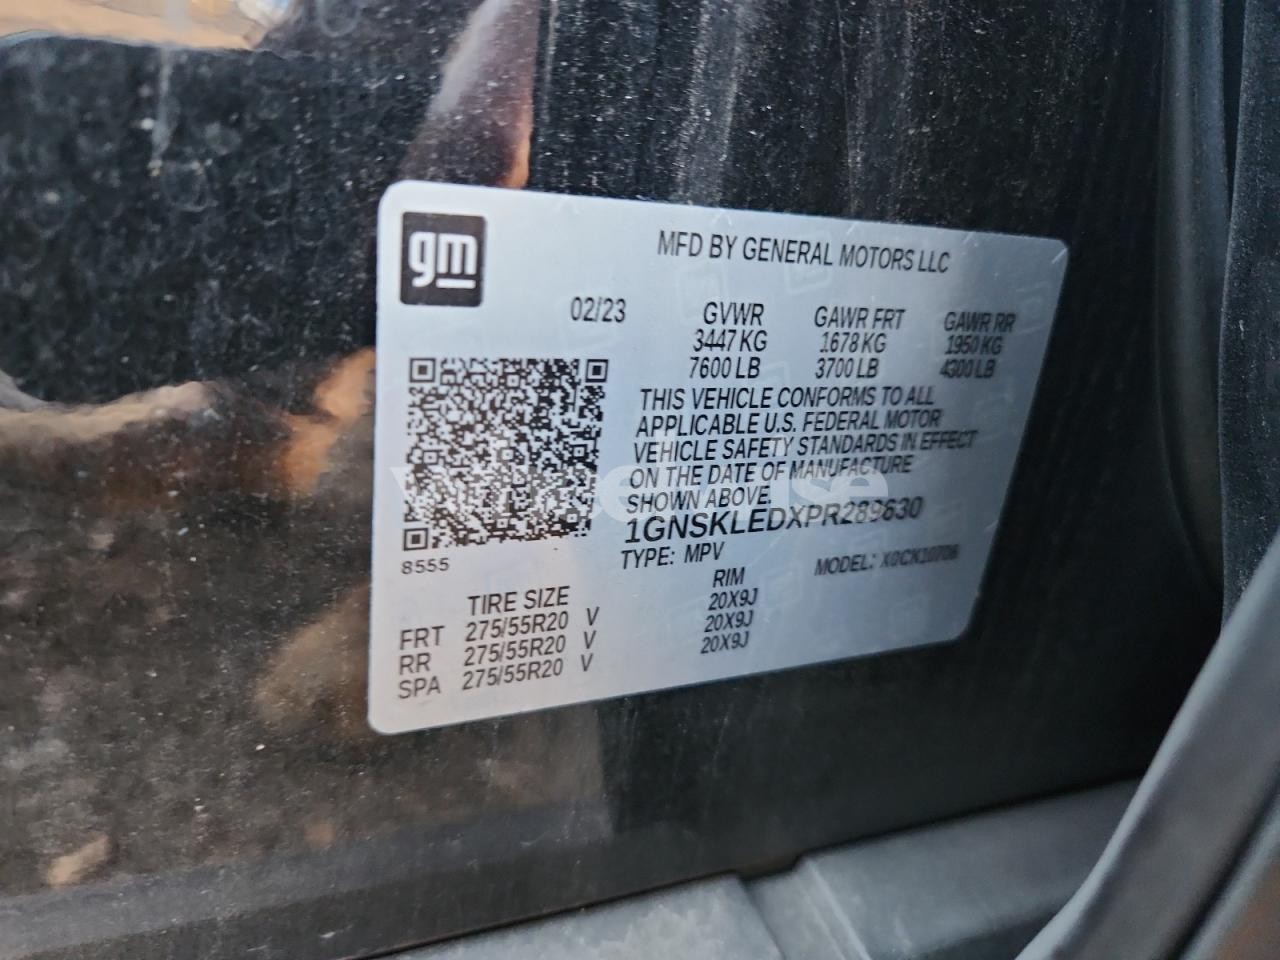 gm
MFD BY GENERAL MOTORS LLC
02/23 GVWR GAWR FRT GAWR RR
3447 KG 1678 KG 1950 KG
7600 LB 3700 LB 4300 LB
THIS VEHICLE CONFORMS TO ALL
APPLICABLE U.S. FEDERAL MOTOR
VEHICLE SAFETY STANDARDS IN EFFECT
ON THE DATE OF MANUFACTURE
SHOWN ABOVE.
1GNSKLEDXPR289630
TYPE: MPV MODEL: X0CK10706
8555
TIRE SIZE RIM
FRT 275/55R20 V 20X9J
RR 275/55R20 V 20X9J
SPA 275/55R20 V 20X9J